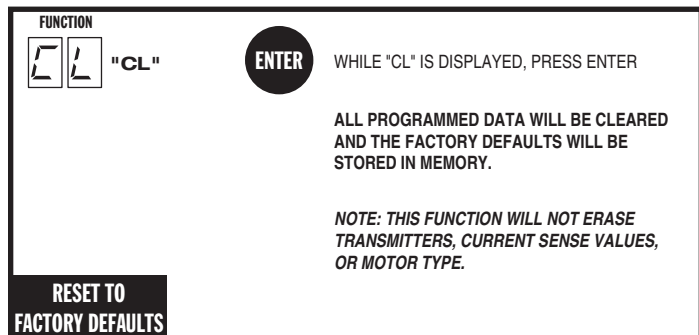 FUNCTION
CL "CL"
ENTER
WHILE "CL" IS DISPLAYED, PRESS ENTER
ALL PROGRAMMED DATA WILL BE CLEARED
AND THE FACTORY DEFAULTS WILL BE
STORED IN MEMORY.
NOTE: THIS FUNCTION WILL NOT ERASE
TRANSMITTERS, CURRENT SENSE VALUES,
OR MOTOR TYPE.
RESET TO
FACTORY DEFAULTS